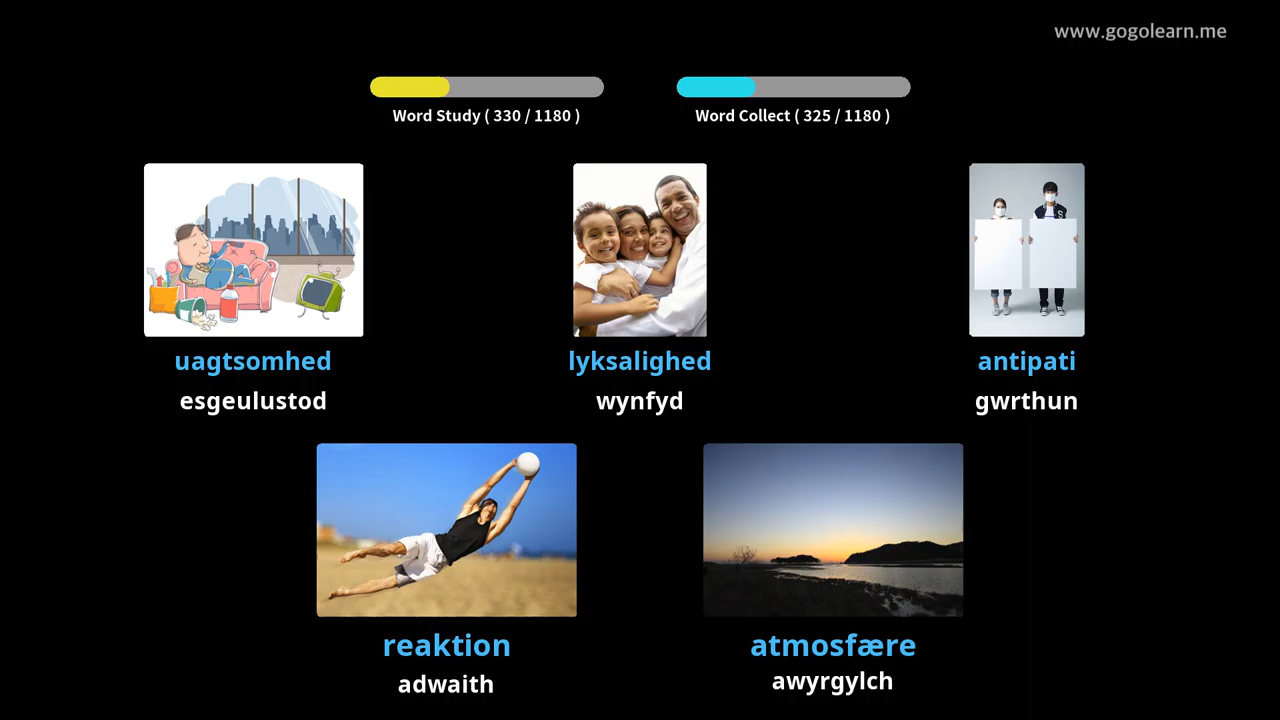 www.gogolearn.me
Word Study ( 330 / 1180 )
Word Collect ( 325 / 1180 )
uagtsomhed
esgeulustod
lyksalighed
wynfyd
antipati
gwrthun
reaktion
adwaith
atmosfære
awyrgylch